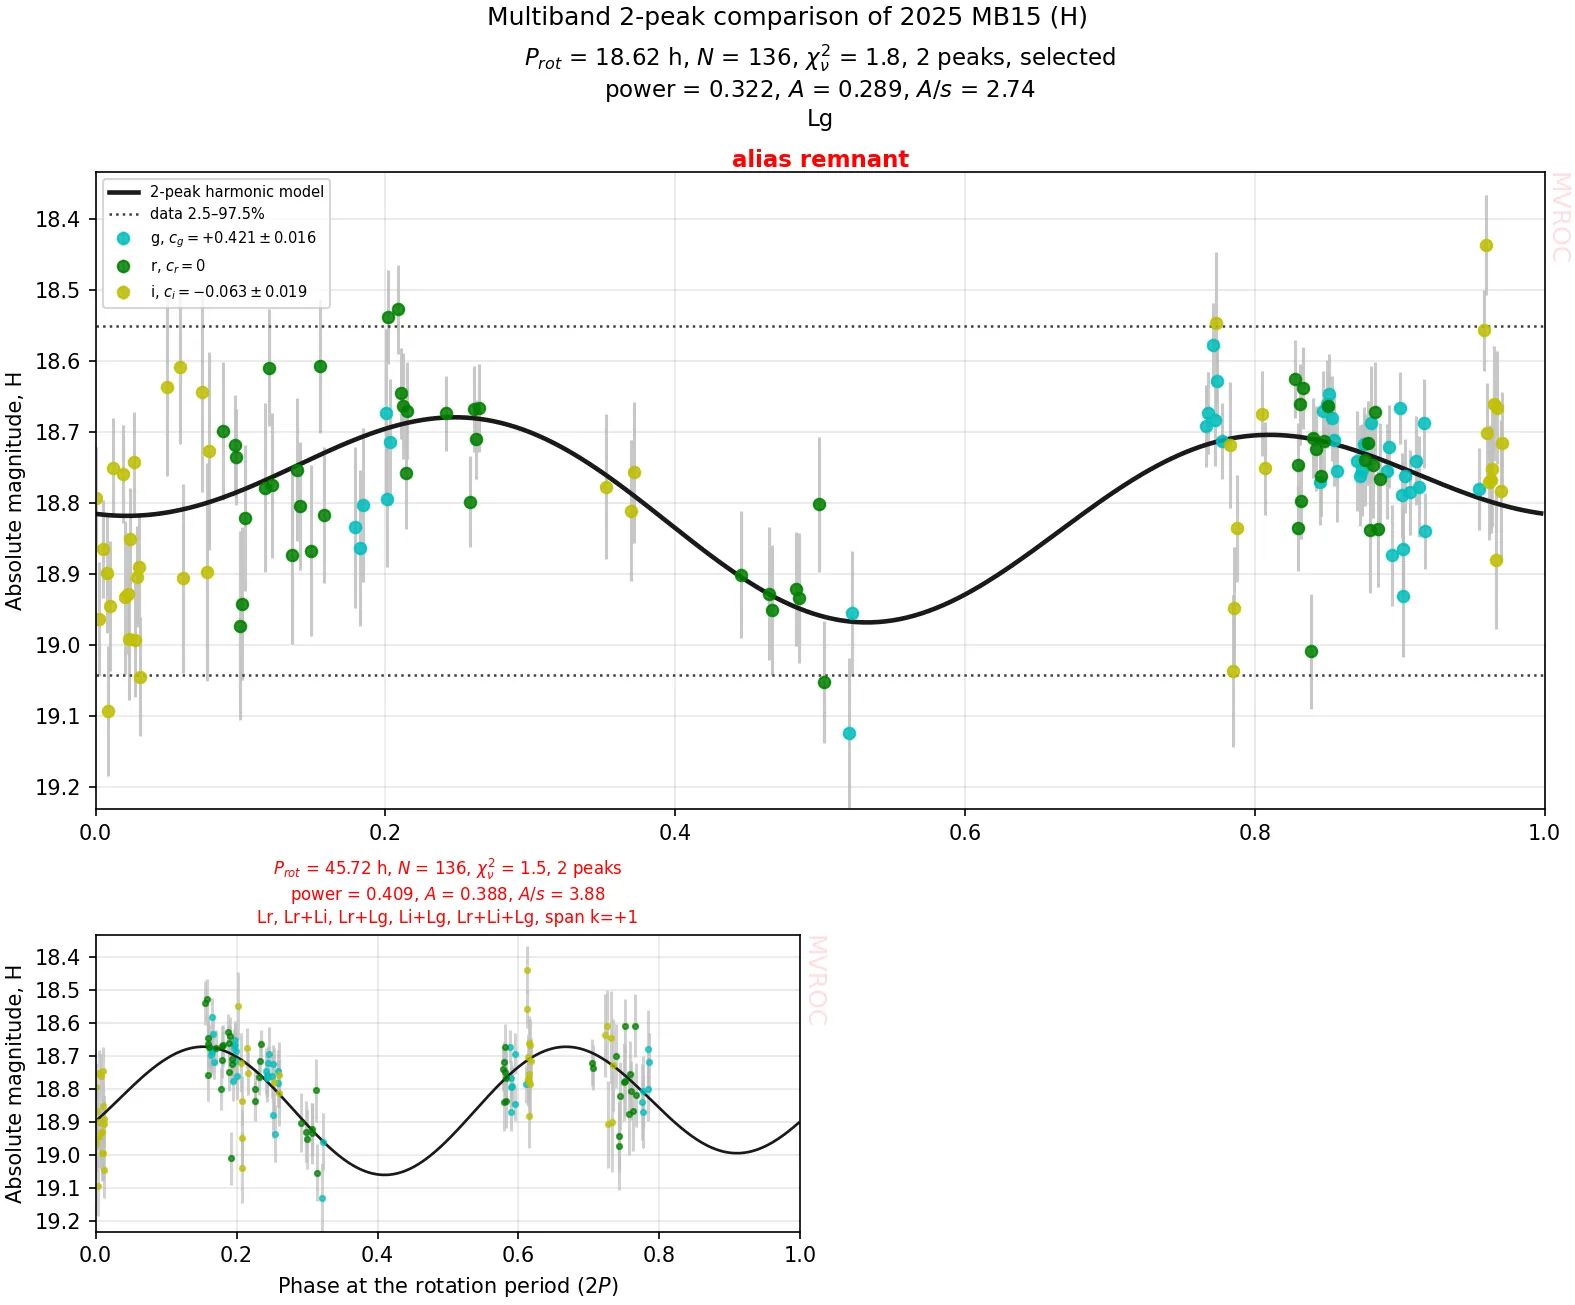 Multiband 2-peak comparison of 2025 MB15 (H)
P_rot = 18.62 h, N = 136, χ²_ν = 1.8, 2 peaks, selected
power = 0.322, A = 0.289, A/s = 2.74
Lg
alias remnant
2-peak harmonic model
data 2.5–97.5%
g, c_g = +0.421 ± 0.016
r, c_r = 0
i, c_i = −0.063 ± 0.019
MVROC
Absolute magnitude, H
18.4
18.5
18.6
18.7
18.8
18.9
19.0
19.1
19.2
0.0 0.2 0.4 0.6 0.8 1.0
P_rot = 45.72 h, N = 136, χ²_ν = 1.5, 2 peaks
power = 0.409, A = 0.388, A/s = 3.88
Lr, Lr+Li, Lr+Lg, Li+Lg, Lr+Li+Lg, span k=+1
MVROC
Absolute magnitude, H
18.4
18.5
18.6
18.7
18.8
18.9
19.0
19.1
19.2
0.0 0.2 0.4 0.6 0.8 1.0
Phase at the rotation period (2P)